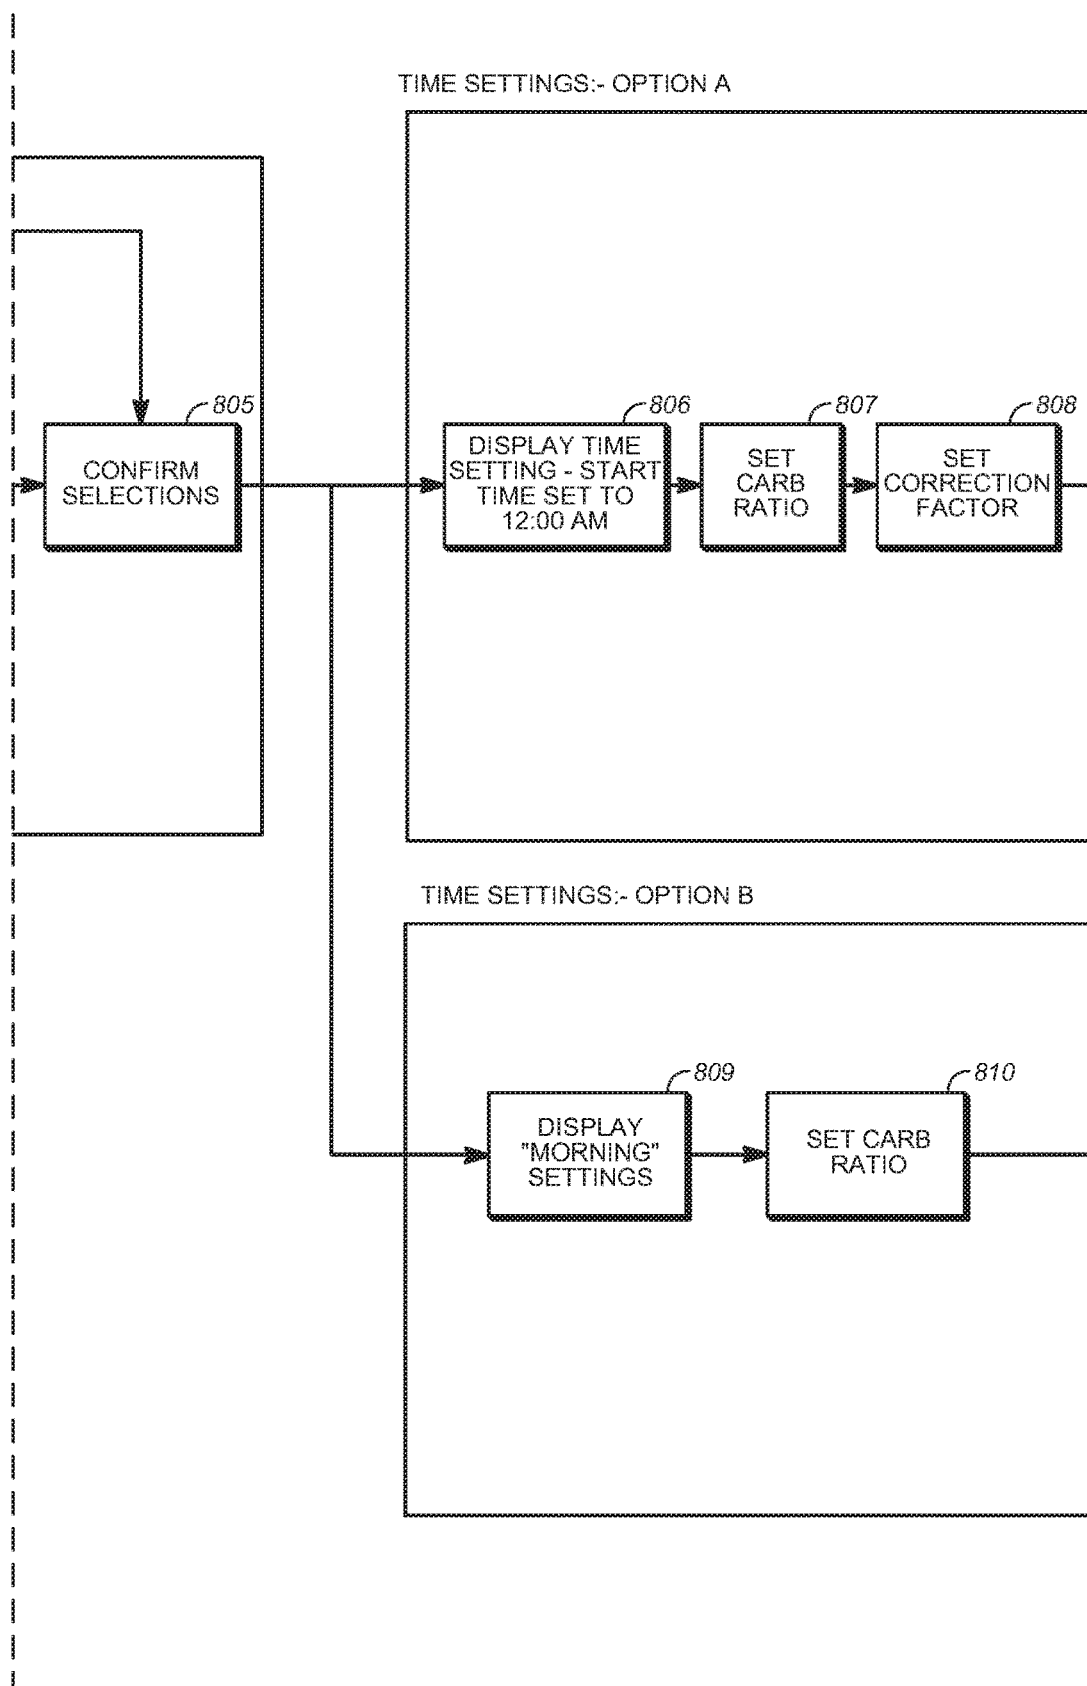 TIME SETTINGS:- OPTION A
805
CONFIRM
SELECTIONS
806
DISPLAY TIME
SETTING - START
TIME SET TO
12:00 AM
807
SET
CARB
RATIO
808
SET
CORRECTION
FACTOR
TIME SETTINGS:- OPTION B
809
DISPLAY
"MORNING"
SETTINGS
810
SET CARB
RATIO